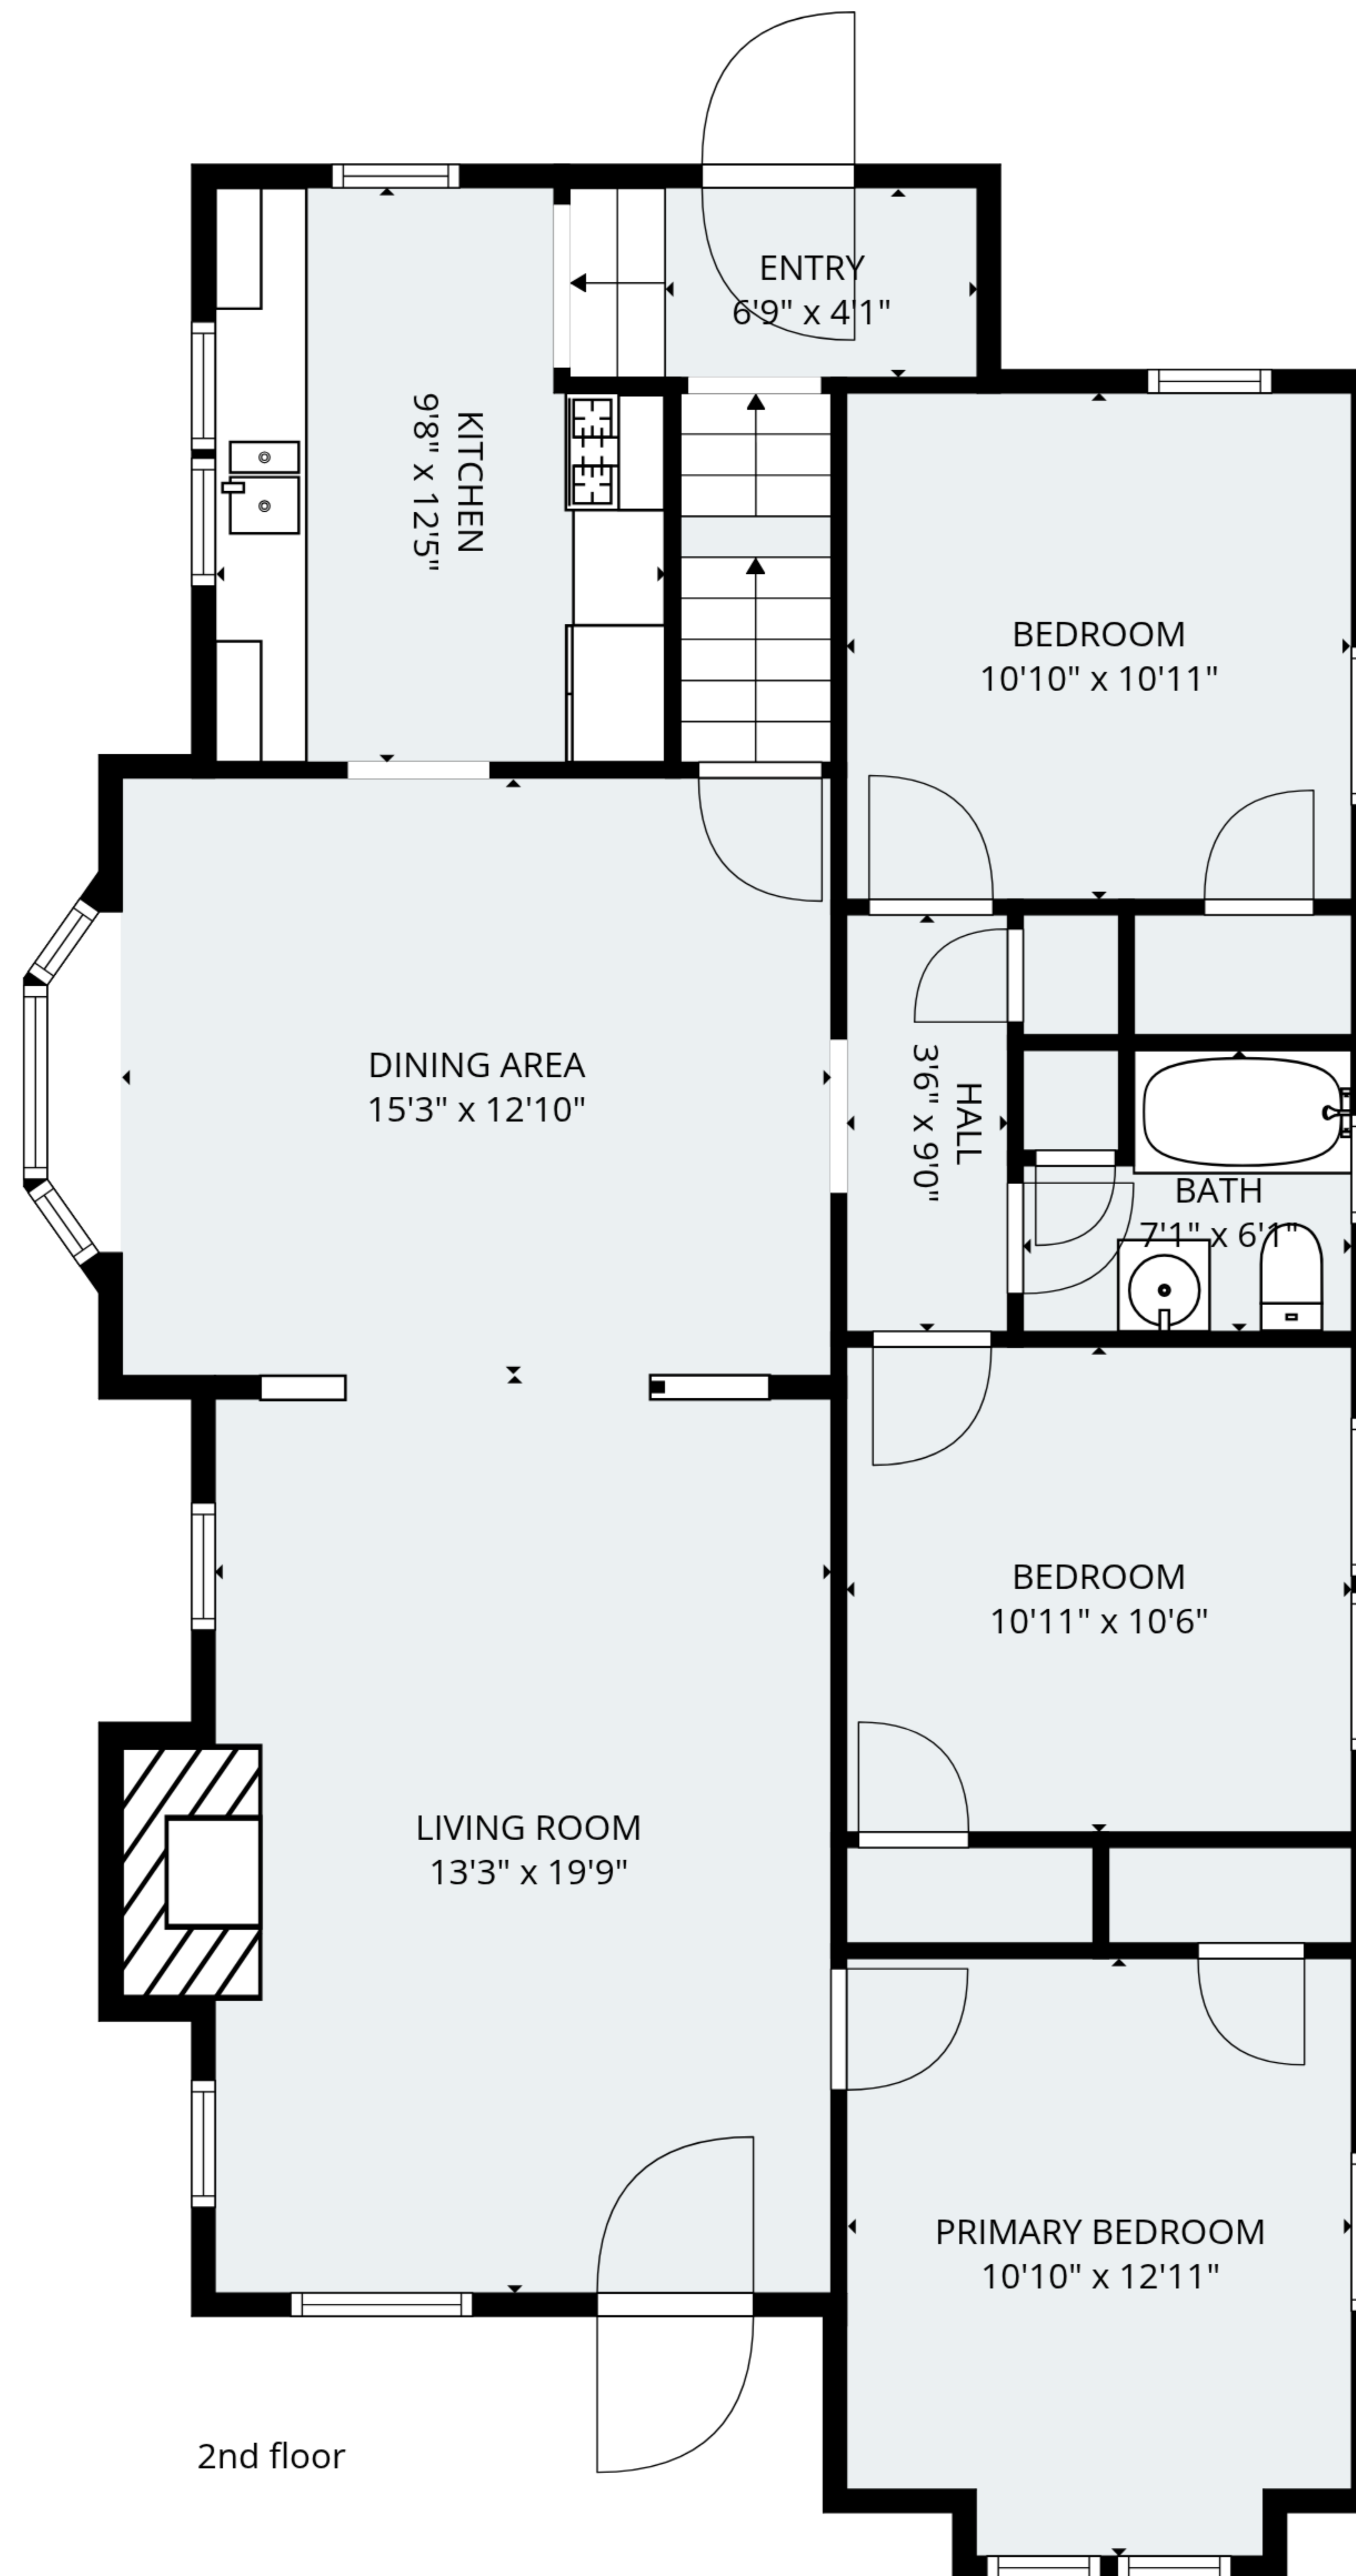 ENTRY
6'9" x 4'1"
KITCHEN
9'8" x 12'5"
BEDROOM
10'10" x 10'11"
DINING AREA
15'3" x 12'10"
HALL
3'6" x 9'0"
BATH
7'1" x 6'1"
BEDROOM
10'11" x 10'6"
LIVING ROOM
13'3" x 19'9"
PRIMARY BEDROOM
10'10" x 12'11"
2nd floor